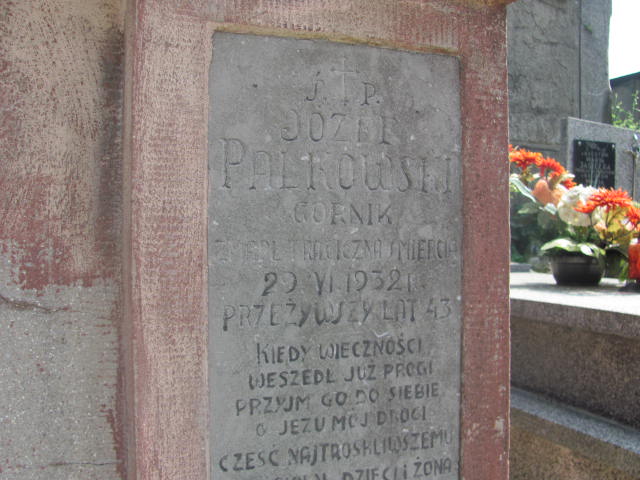 Ś. P.
JÓZEF
PALKOWSKI
GÓRNIK
ZMARŁ TRAGICZNĄ ŚMIERCIĄ
29 VI. 1932 R
PRZEŻYWSZY LAT 43
KIEDY WIECZNOŚCI
WESZEDŁ JUŻ PROGI
PRZYJM GO DO SIEBIE
O JEZU MÓJ DROGI
CZEŚĆ NAJTROSKLIWSZEMU
DZIECI I ŻONA